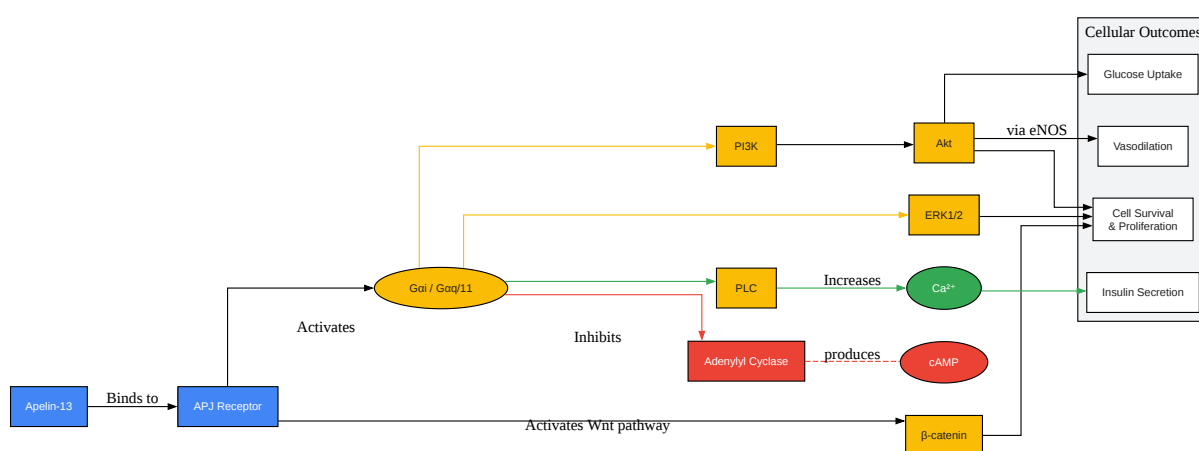 Cellular Outcomes
Glucose Uptake
PI3K
Akt
via eNOS
Vasodilation
ERK1/2
Cell Survival
& Proliferation
Gαi / Gαq/11
PLC
Increases
Ca²⁺
Insulin Secretion
Activates
Inhibits
Adenylyl Cyclase
produces
cAMP
Apelin-13
Binds to
APJ Receptor
Activates Wnt pathway
β-catenin